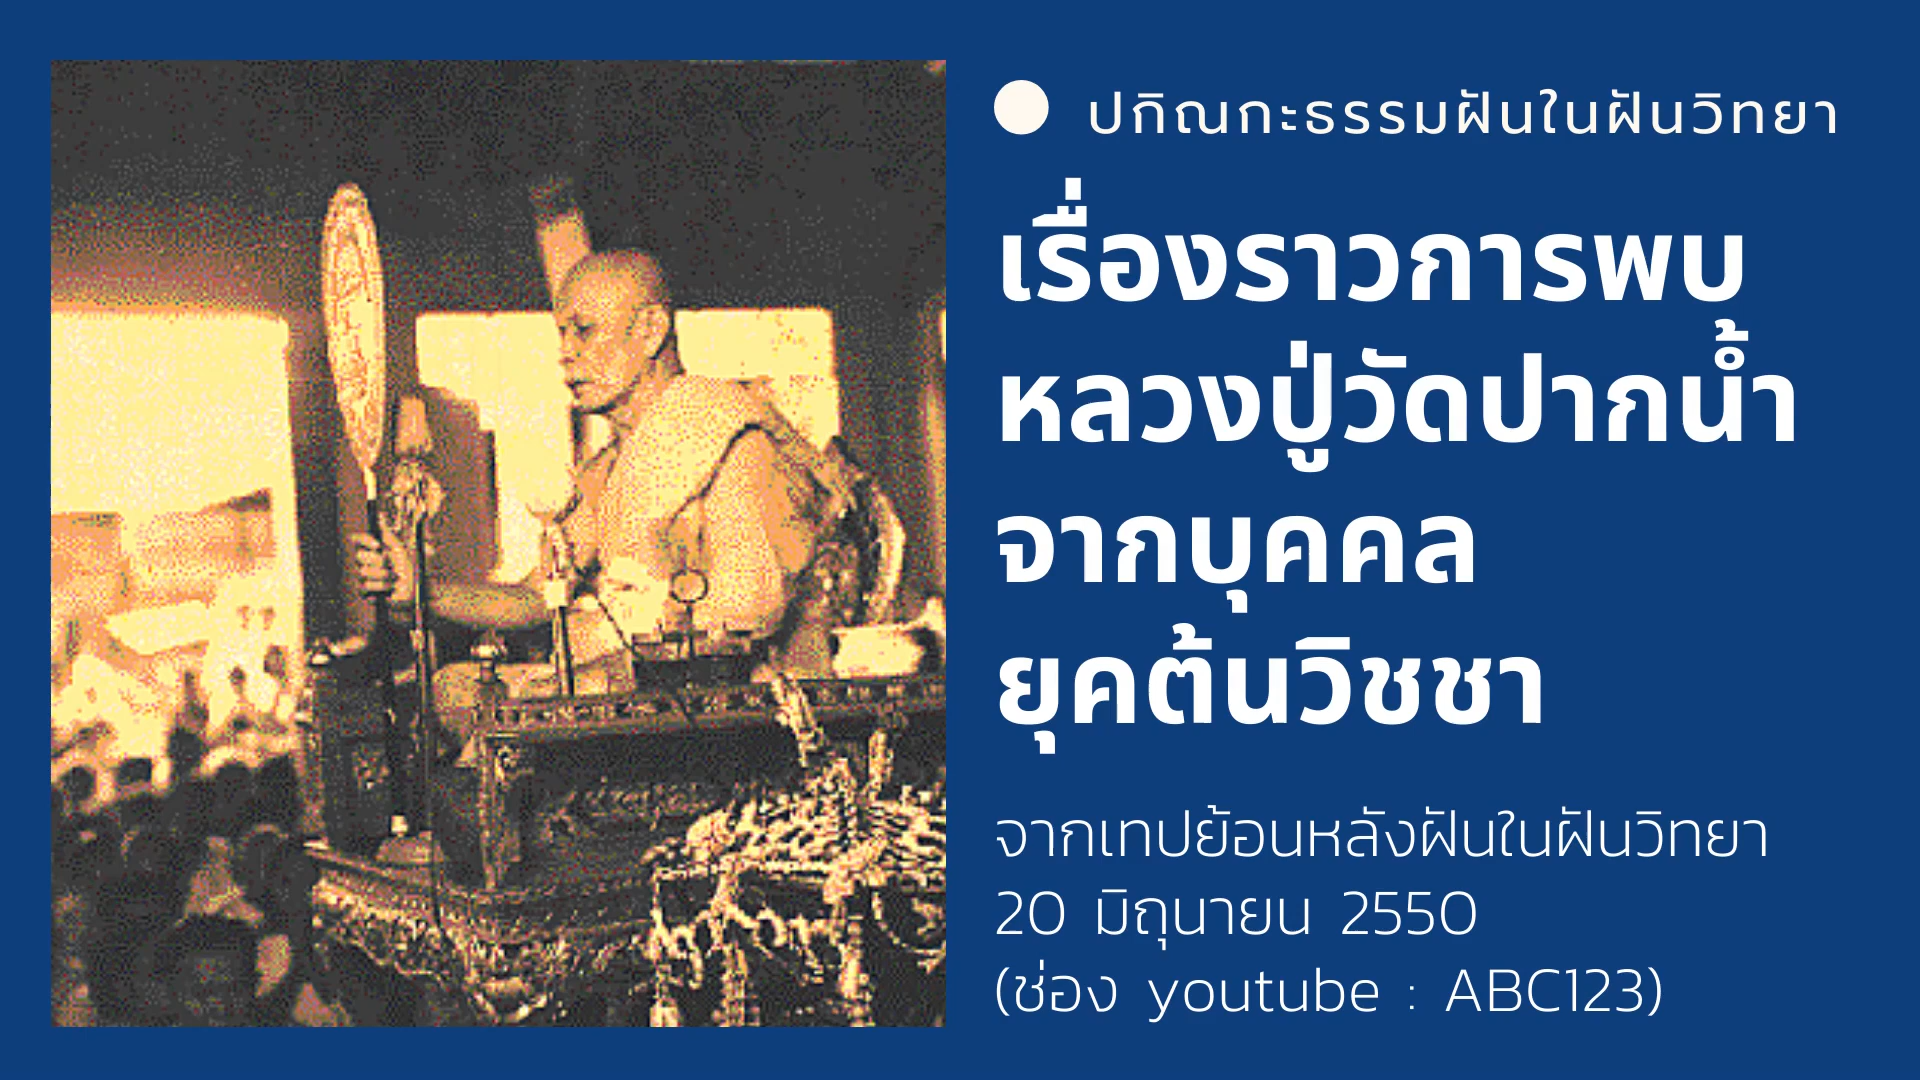 ปกิณกะธรรมฝันในฝันวิทยา
เรื่องราวการพบ
หลวงปู่วัดปากน้ำ
จากบุคคล
ยุคต้นวิชชา
จากเทปย้อนหลังฝันในฝันวิทยา
20 มิถุนายน 2550
(ช่อง youtube : ABC123)